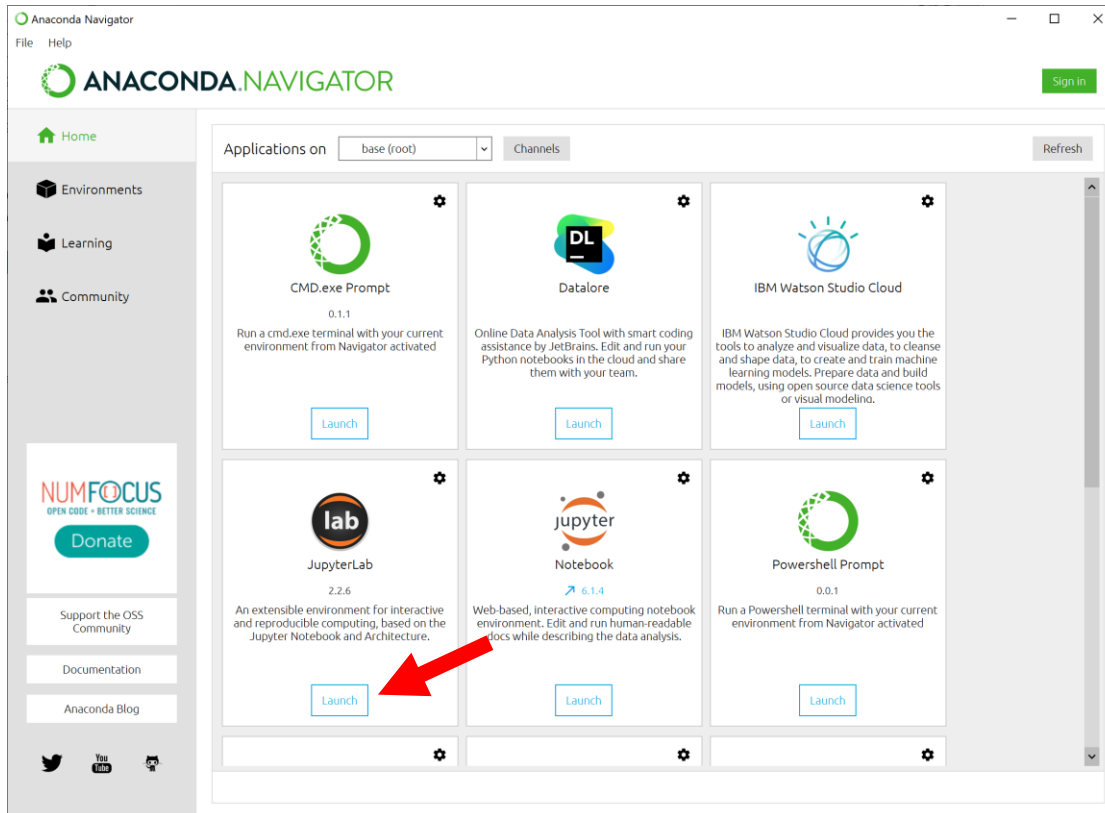 Anaconda Navigator
File Help
ANACONDA.NAVIGATOR
Sign in
Home
Environments
Learning
Community
NUMFOCUS
OPEN CODE = BETTER SCIENCE
Donate
Support the OSS
Community
Documentation
Anaconda Blog
You
Tube
Applications on base (root) Channels Refresh
DL
CMD.exe Prompt
0.1.1
Run a cmd.exe terminal with your current
environment from Navigator activated
Launch
Datalore
Online Data Analysis Tool with smart coding
assistance by JetBrains. Edit and run your
Python notebooks in the cloud and share
them with your team.
Launch
IBM Watson Studio Cloud
IBM Watson Studio Cloud provides you the
tools to analyze and visualize data, to cleanse
and shape data, to create and train machine
learning models. Prepare data and build
models, using open source data science tools
or visual modeling.
Launch
lab
JupyterLab
2.2.6
An extensible environment for interactive
and reproducible computing, based on the
Jupyter Notebook and Architecture.
Launch
jupyter
Notebook
6.1.4
Web-based, interactive computing notebook
environment. Edit and run human-readable
docs while describing the data analysis.
Launch
Powershell Prompt
0.0.1
Run a Powershell terminal with your current
environment from Navigator activated
Launch